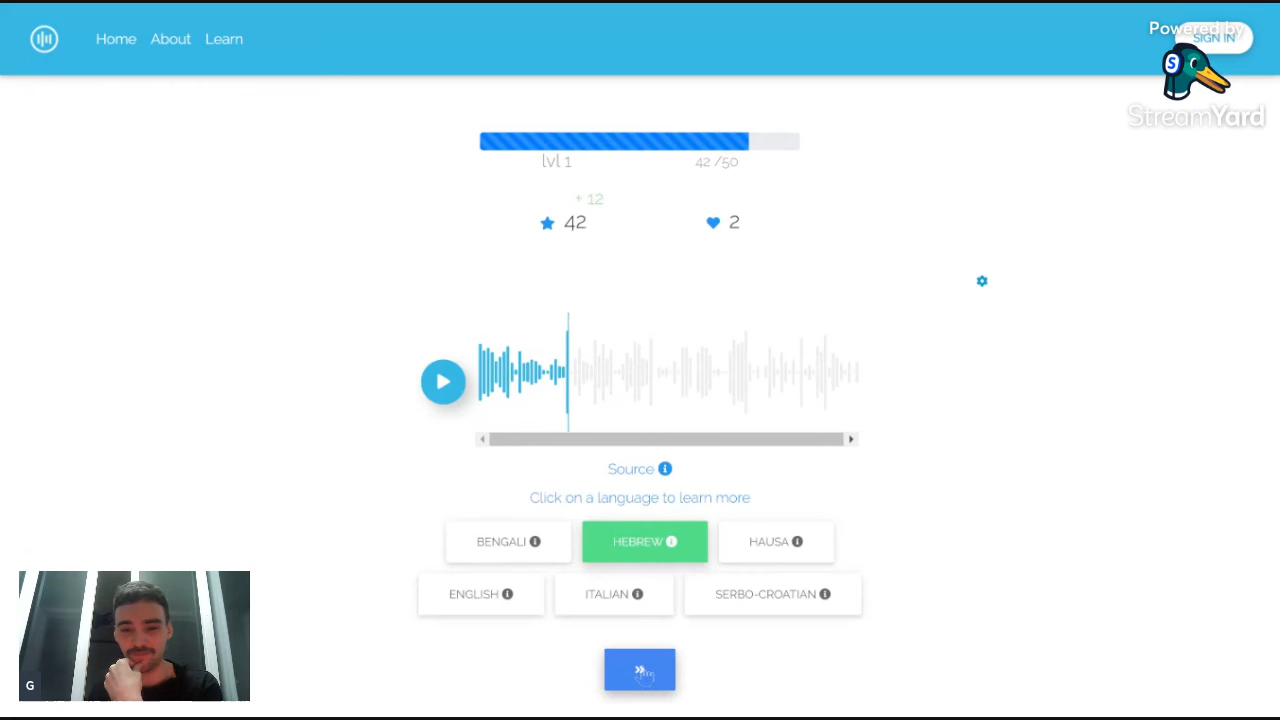 Home About Learn
SIGN IN
Powered by
StreamYard
lvl 1 42 /50
+ 12
42 2
Source
Click on a language to learn more
BENGALI HEBREW HAUSA
ENGLISH ITALIAN SERBO-CROATIAN
G